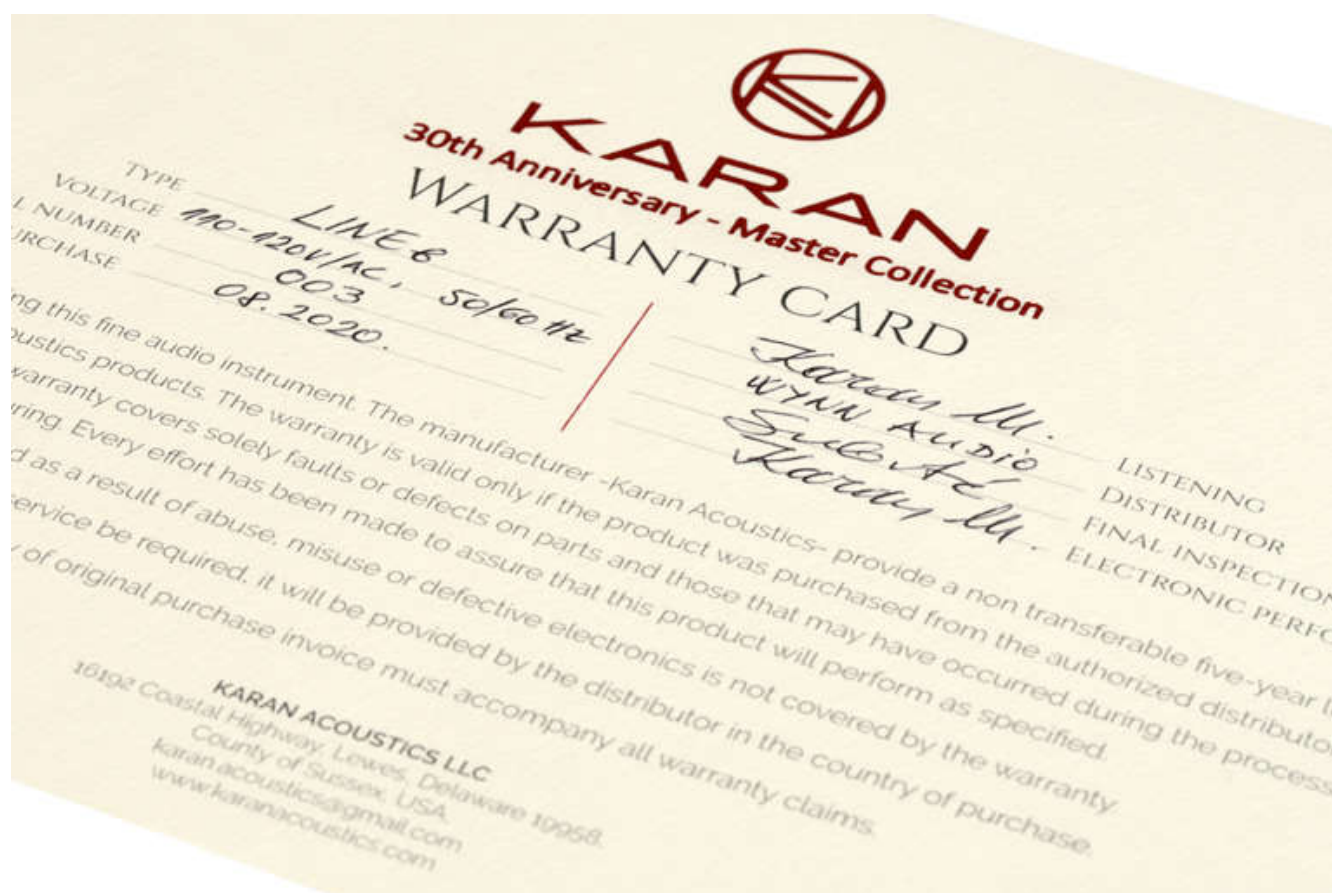 KARAN
30th Anniversary - Master Collection
WARRANTY CARD
TYPE LINE b
VOLTAGE 110-120V/AC, 50/60 Hz
L NUMBER 003
URCHASE 08.2020.
Karan M. LISTENING
WYNN AUDIO DISTRIBUTOR
FINAL INSPECTION
Karan M. ELECTRONIC PERFO
ng this fine audio instrument. The manufacturer -Karan Acoustics- provide a non transferable five-year l
oustics products. The warranty is valid only if the product was purchased from the authorized distributo
warranty covers solely faults or defects on parts and those that may have occurred during the process
ring. Every effort has been made to assure that this product will perform as specified.
d as a result of abuse, misuse or defective electronics is not covered by the warranty.
service be required, it will be provided by the distributor in the country of purchase.
y of original purchase invoice must accompany all warranty claims.
KARAN ACOUSTICS LLC
16192 Coastal Highway, Lewes, Delaware 19958.
County of Sussex, USA
karan.acoustics@gmail.com
www.karanacoustics.com